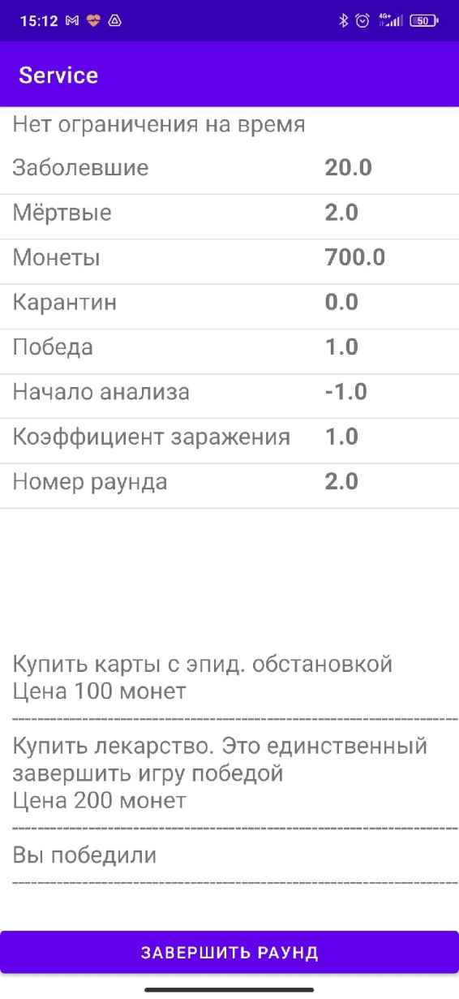 15:12 4G+ 50
Service
Нет ограничения на время
Заболевшие 20.0
Мёртвые 2.0
Монеты 700.0
Карантин 0.0
Победа 1.0
Начало анализа -1.0
Коэффициент заражения 1.0
Номер раунда 2.0
Купить карты с эпид. обстановкой
Цена 100 монет
Купить лекарство. Это единственный
завершить игру победой
Цена 200 монет
Вы победили
ЗАВЕРШИТЬ РАУНД